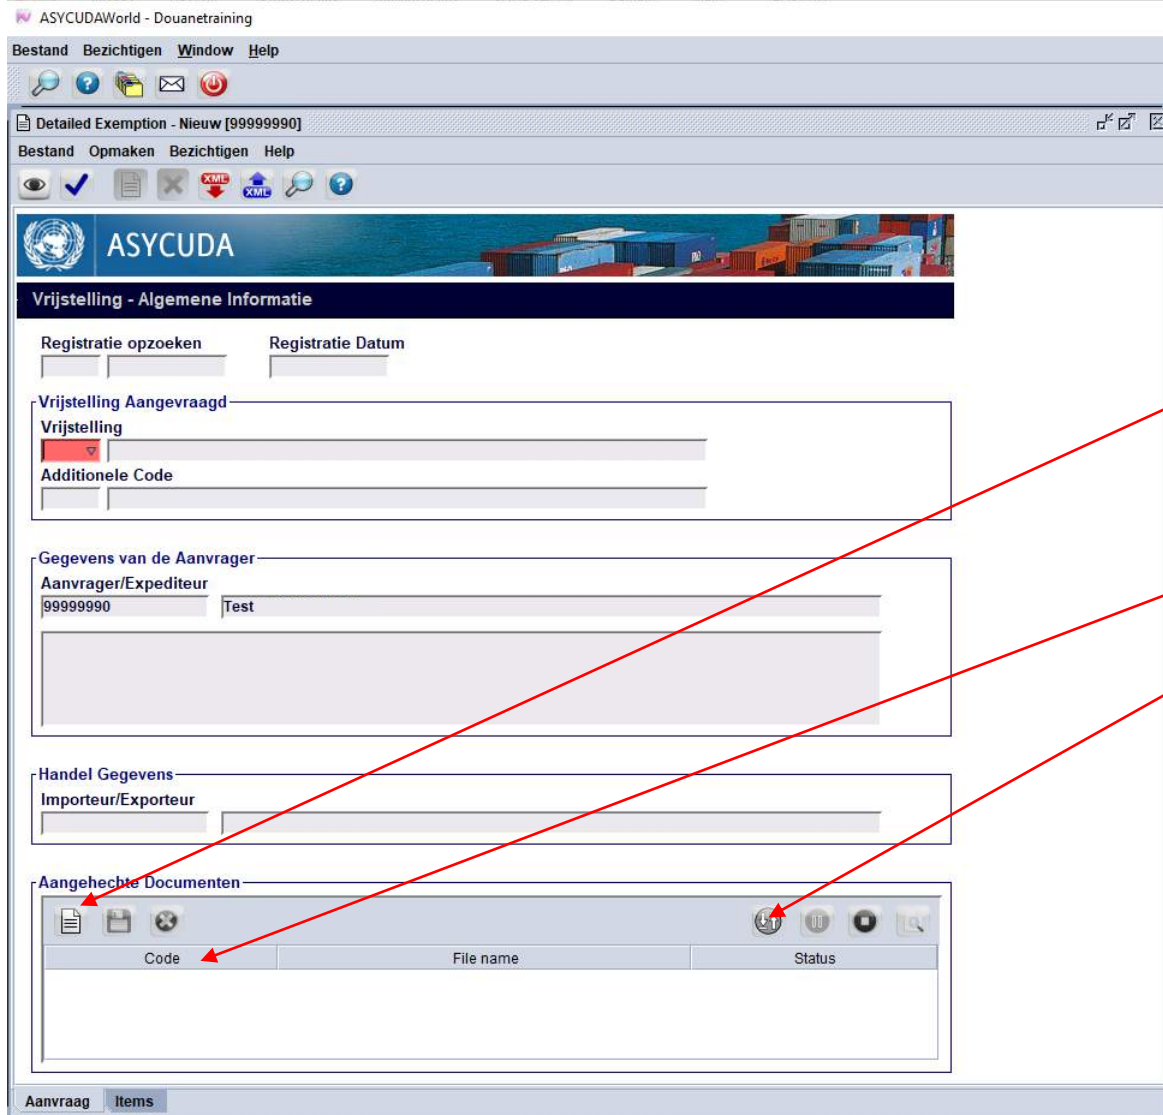 ASYCUDAWorld - Douanetraining
Bestand Bezichtigen Window Help
Detailed Exemption - Nieuw [99999990]
Bestand Opmaken Bezichtigen Help
XML XML
ASYCUDA
Vrijstelling - Algemene Informatie
Registratie opzoeken Registratie Datum
Vrijstelling Aangevraagd
Vrijstelling
Additionele Code
Gegevens van de Aanvrager
Aanvrager/Expediteur
99999990 Test
Handel Gegevens
Importeur/Exporteur
Aangehechte Documenten
Code File name Status
Aanvraag Items